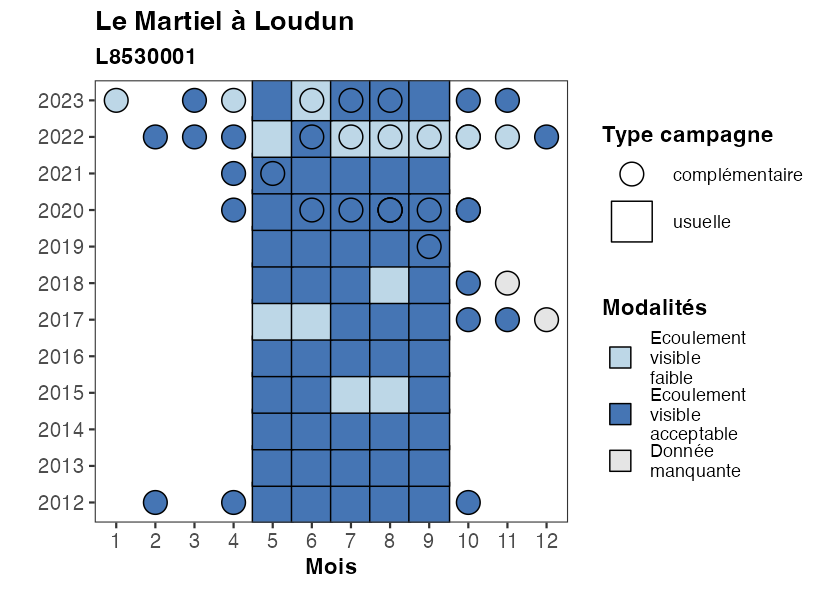 Le Martiel à Loudun
L8530001
2023
2022
2021
2020
2019
2018
2017
2016
2015
2014
2013
2012
1 2 3 4 5 6 7 8 9 10 11 12
Mois
Type campagne
complémentaire
usuelle
Modalités
Ecoulement
visible
faible
Ecoulement
visible
acceptable
Donnée
manquante